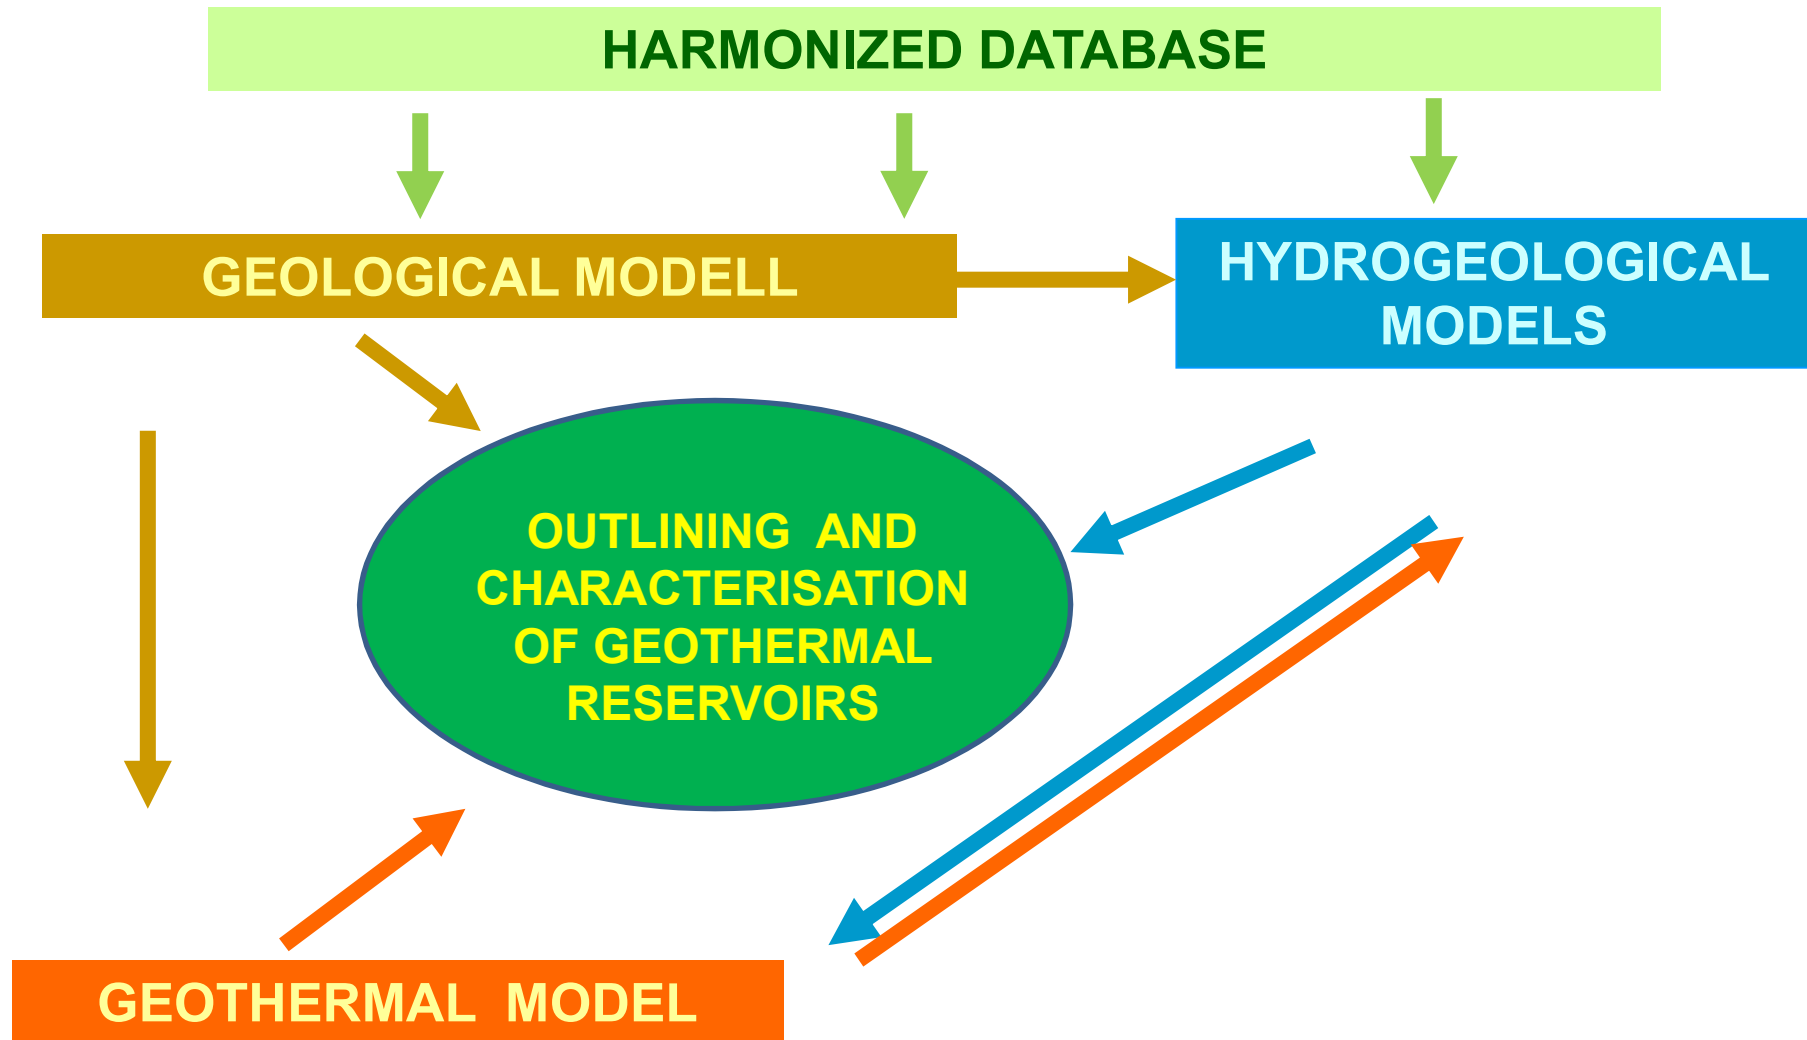 HARMONIZED DATABASE
GEOLOGICAL MODELL
HYDROGEOLOGICAL
MODELS
OUTLINING AND
CHARACTERISATION
OF GEOTHERMAL
RESERVOIRS
GEOTHERMAL MODEL